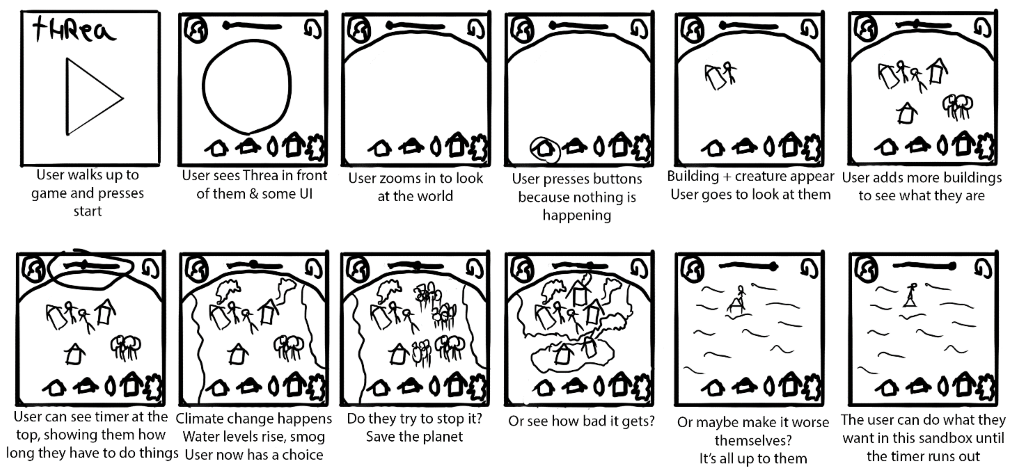 tHRea
User walks up to
game and presses
start
User sees Threa in front
of them & some UI
User zooms in to look
at the world
User presses buttons
because nothing is
happening
Building + creature appear
User goes to look at them
User adds more buildings
to see what they are
User can see timer at the
top, showing them how
long they have to do things
Climate change happens
Water levels rise, smog
User now has a choice
Do they try to stop it?
Save the planet
Or see how bad it gets?
Or maybe make it worse
themselves?
It's all up to them
The user can do what they
want in this sandbox until
the timer runs out